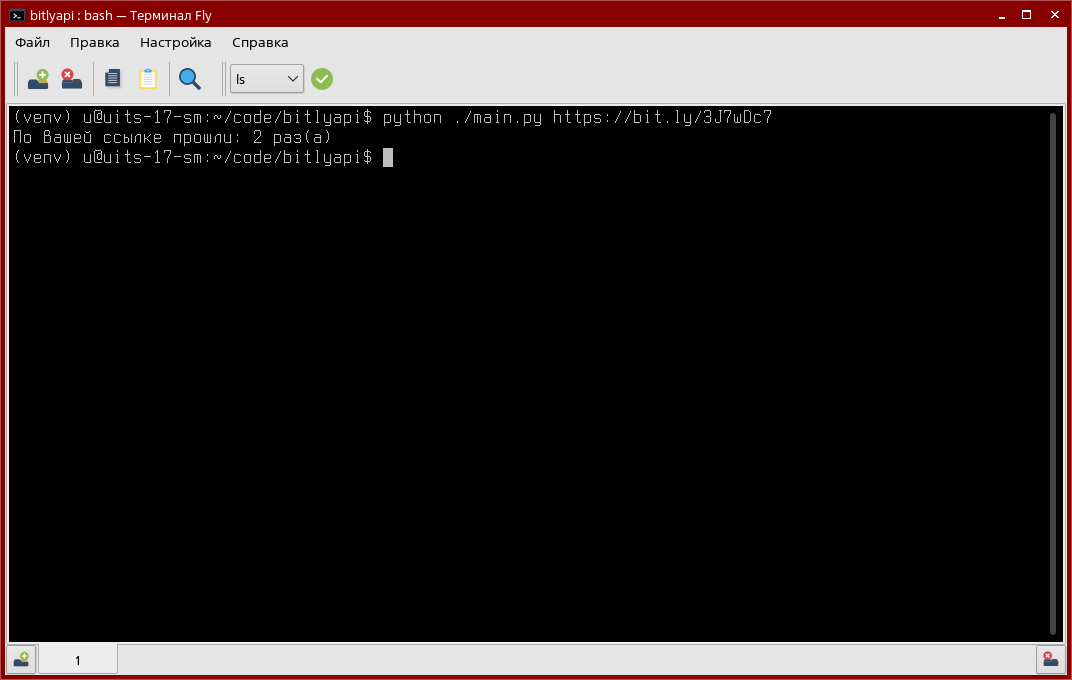 bitlyapi : bash — Терминал Fly
Файл Правка Настройка Справка
ls
(venv) u@uits-17-sm:~/code/bitlyapi$ python ./main.py https://bit.ly/3J7wDc7
По Вашей ссылке прошли: 2 раз(а)
(venv) u@uits-17-sm:~/code/bitlyapi$
1